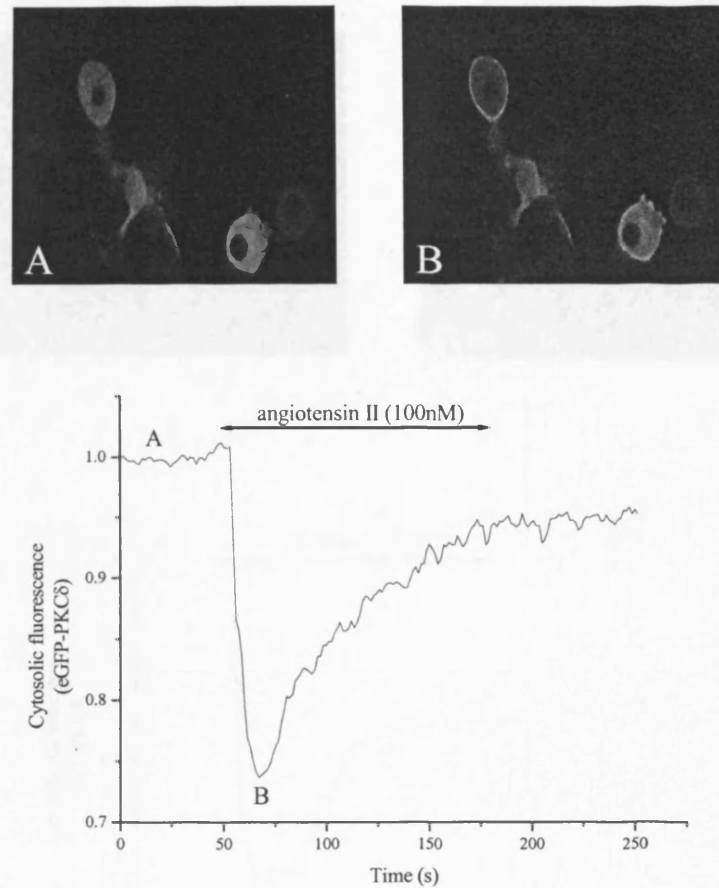 A
B
angiotensin II (100nM)
A
1.0
0.9
0.8
0.7
B
Cytosolic fluorescence
(eGFP-PKCδ)
0
50
100
150
200
250
Time (s)